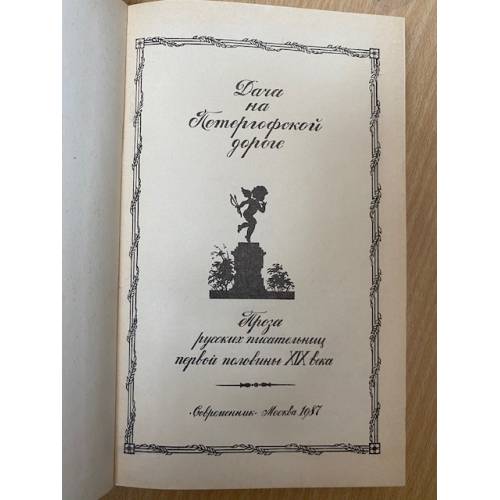 Дача
на
Петергофской
дороге
Проза
русских писательниц
первой половины XIX века
·Современник· Москва 1987